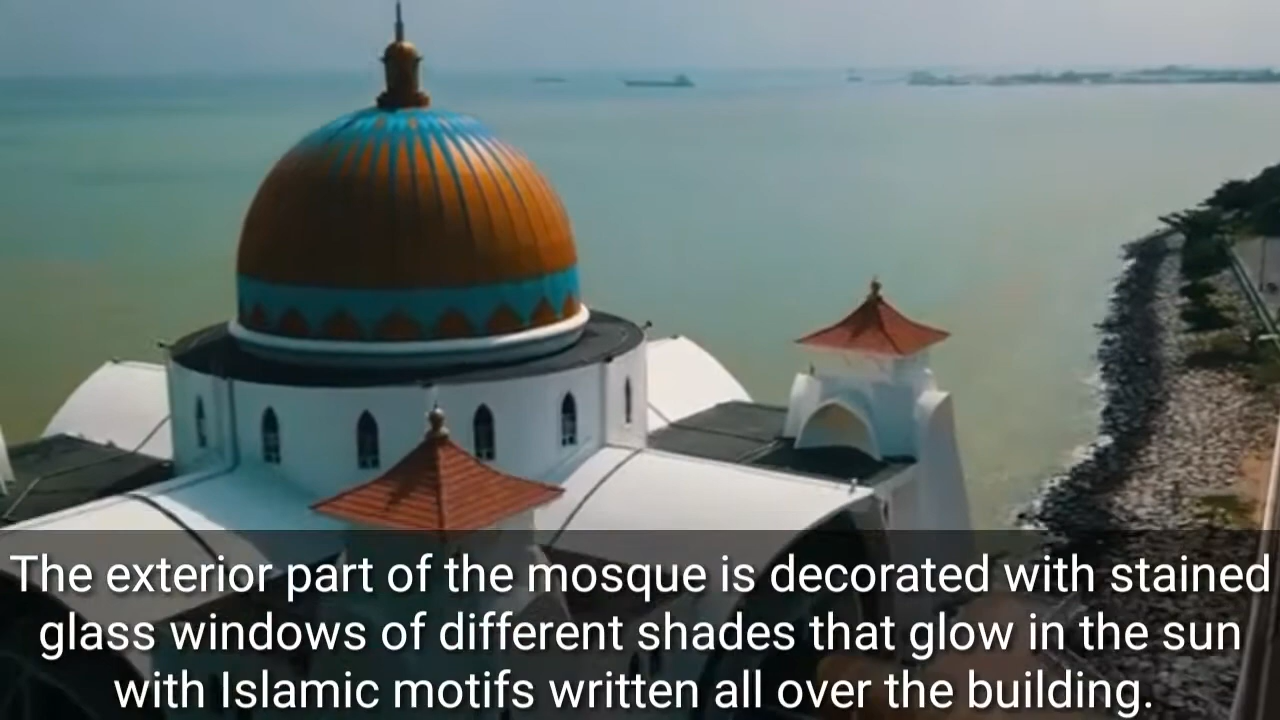 The exterior part of the mosque is decorated with stained
glass windows of different shades that glow in the sun
with Islamic motifs written all over the building.